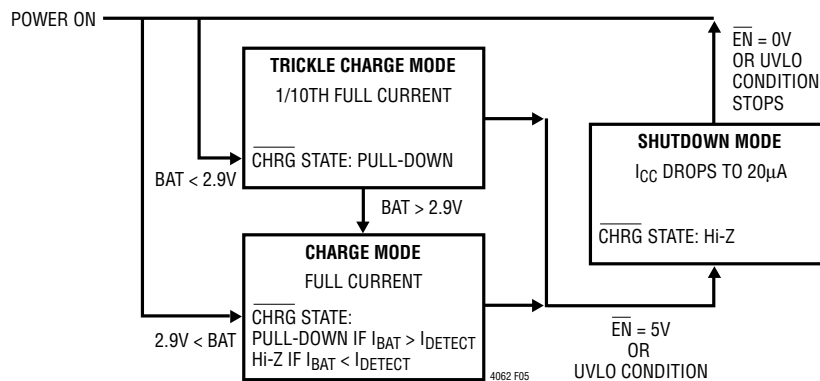 POWER ON
TRICKLE CHARGE MODE
1/10TH FULL CURRENT
CHRG STATE: PULL-DOWN
BAT < 2.9V
BAT > 2.9V
CHARGE MODE
FULL CURRENT
CHRG STATE:
PULL-DOWN IF IBAT > IDETECT
Hi-Z IF IBAT < IDETECT
2.9V < BAT
4062 F05
EN = 0V
OR UVLO
CONDITION
STOPS
SHUTDOWN MODE
ICC DROPS TO 20µA
CHRG STATE: Hi-Z
EN = 5V
OR
UVLO CONDITION